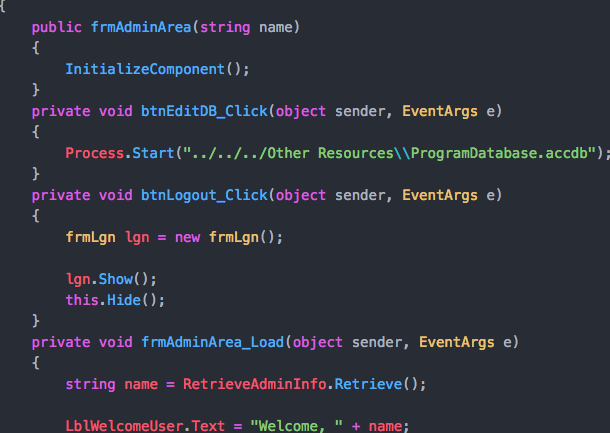 {
    public frmAdminArea(string name)
    {
        InitializeComponent();
    }
    private void btnEditDB_Click(object sender, EventArgs e)
    {
        Process.Start("../../../Other Resources\\ProgramDatabase.accdb");
    }
    private void btnLogout_Click(object sender, EventArgs e)
    {
        frmLgn lgn = new frmLgn();

        lgn.Show();
        this.Hide();
    }
    private void frmAdminArea_Load(object sender, EventArgs e)
    {
        string name = RetrieveAdminInfo.Retrieve();

        LblWelcomeUser.Text = "Welcome, " + name;